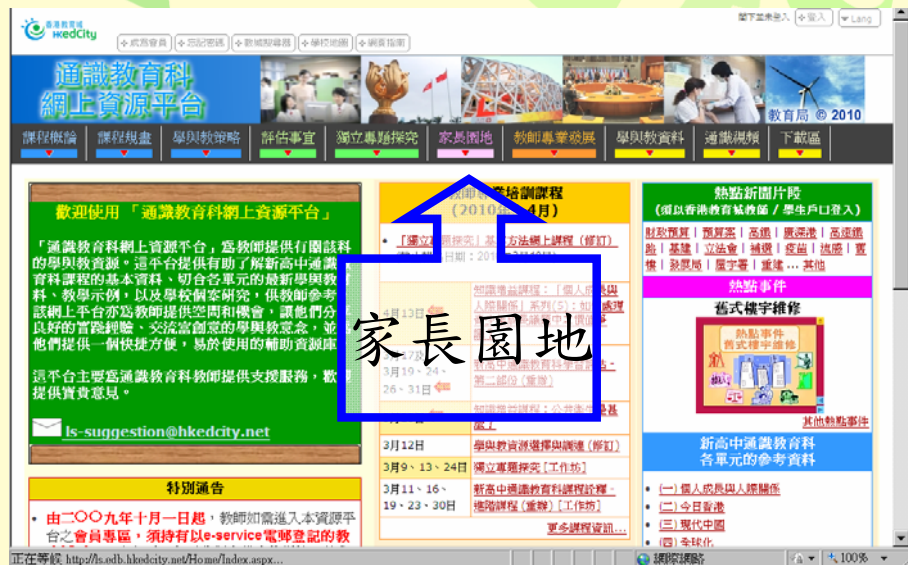 香港教育城
HKedCity
成為會員
忘記密碼
教城搜尋器
學校地圖
網頁指南
閣下並未登入
登入
Lang
通識教育科
網上資源平台
教育局 © 2010
課程概論
課程規畫
學與教策略
評估事宜
獨立專題探究
家長園地
教師專業發展
學與教資料
通識視頻
下載區
歡迎使用 「通識教育科網上資源平台」
「通識教育科網上資源平台」為教師提供有關該科
的學與教資源。這平台提供有助了解新高中通識教
育科課程的基本資料、切合各單元的最新學與教材
料、教學示例，以及學校個案研究，供教師參考
該網上平台亦為教師提供空間和機會，讓他們分
良好的實踐經驗、交流富創意的學與教意念，並
他們提供一個快捷方便，易於使用的輔助資源庫
這平台主要為通識教育科教師提供支援服務，歡迎
提供寶貴意見。
ls-suggestion@hkedcity.net
特別通告
由二○○九年十月一日起，教師如需進入本資源平
台之會員專區，須持有以e-service電郵登記的教
業培訓課程
(2010年
4月)
家長園地
4月13日
3月19、24、
26、31日
3月12日
學與教資源選擇與調適 (修訂)
3月9、13、24日
獨立專題探究 [工作坊]
3月11、16、
19、23、30日
新高中通識教育科課程詮釋 -
進階課程 (重辦) [工作坊]
更多課程資訊...
熱點新聞片段
(須以香港教育城教師 / 學生戶口登入)
財政預算 | 預算案 | 高鐵 | 廣深港 | 高速鐵
路 | 基建 | 立法會 | 補選 | 疫苗 | 流感 | 舊
樓 | 發展局 | 屋宇署 | 重建 ... 其他
熱點事件
舊式樓宇維修
熱點事件
舊式樓宇維修
其他熱點事件
新高中通識教育科
各單元的參考資料
(一) 個人成長與人際關係
(二) 今日香港
(三) 現代中國
(四) 全球化
正在等候 http://ls.edb.hkedcity.net/Home/Index.aspx...
網際網路
100%